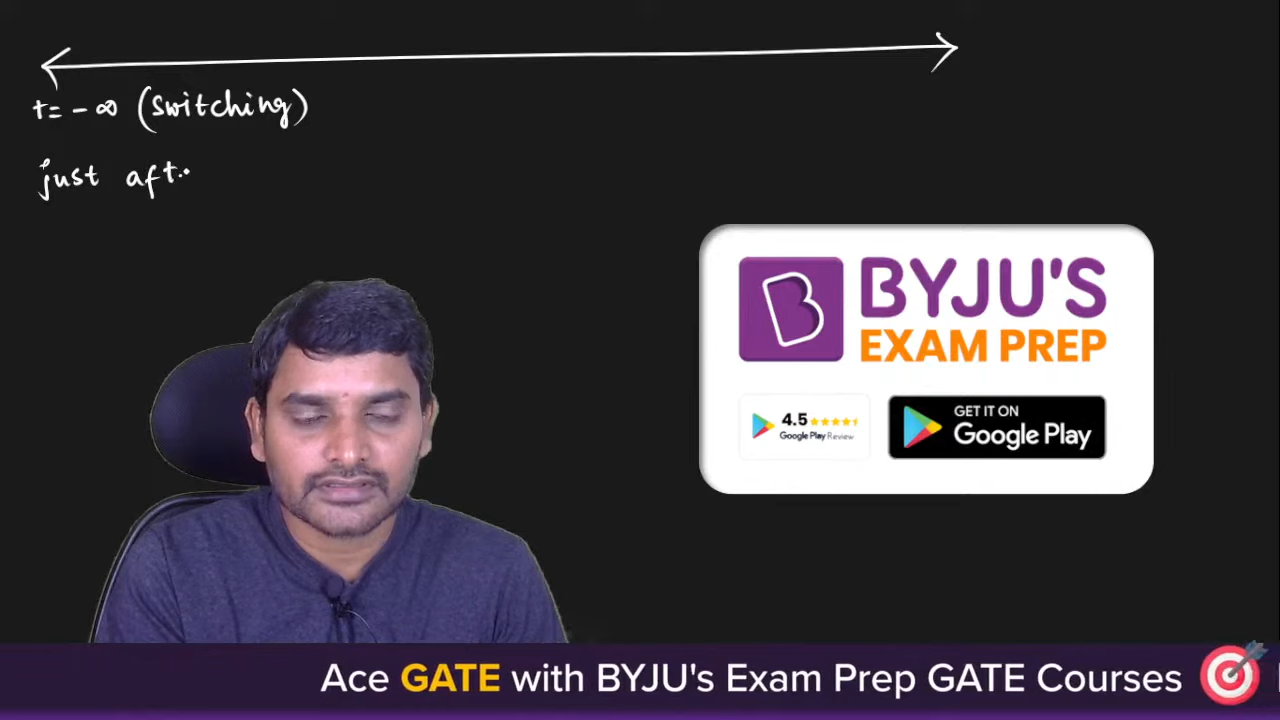 t = - ∞ (switching)
just aft
BYJU'S
EXAM PREP
4.5
Google Play Review
GET IT ON
Google Play
Ace GATE with BYJU's Exam Prep GATE Courses